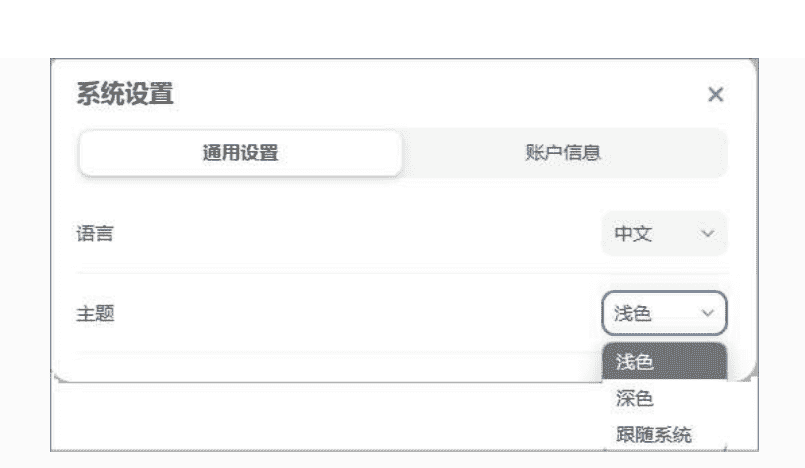 系统设置
通用设置 账户信息
语言 中文
主题 浅色
浅色
深色
跟随系统